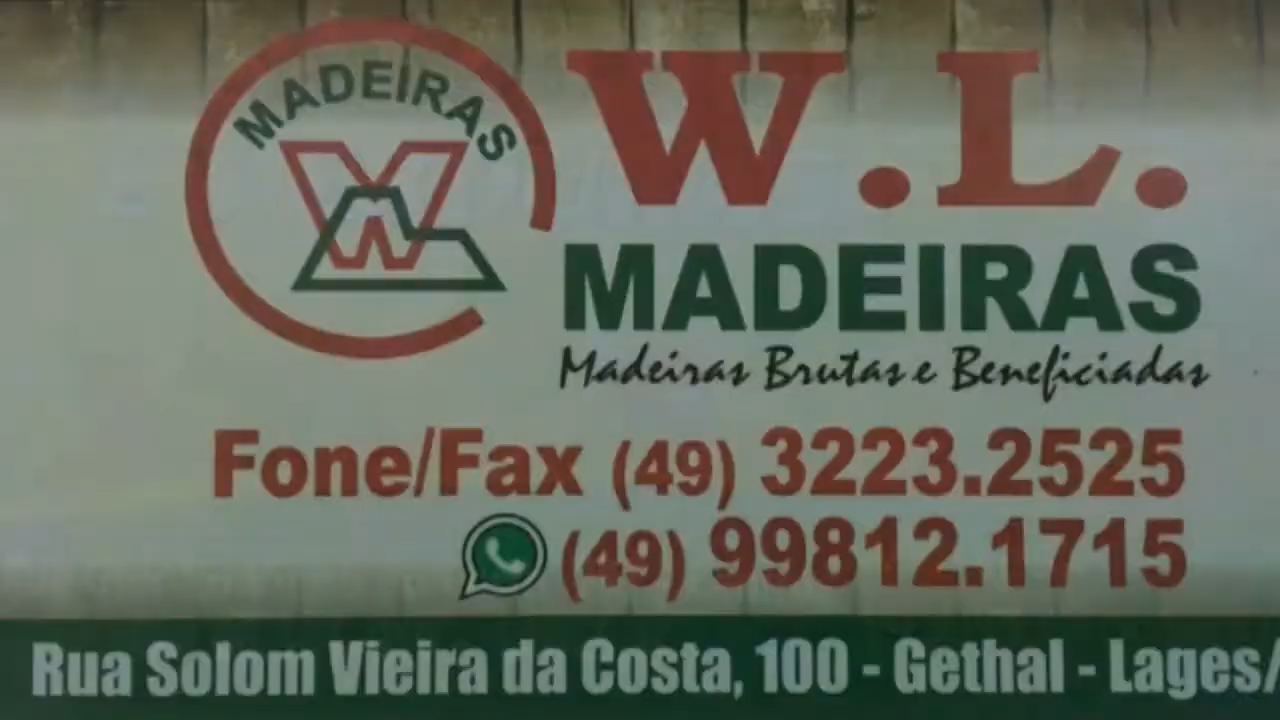 MADEIRAS
WL
W.L.
MADEIRAS
Madeiras Brutas e Beneficiadas
Fone/Fax (49) 3223.2525
(49) 99812.1715
Rua Solom Vieira da Costa, 100 - Gethal - Lages/